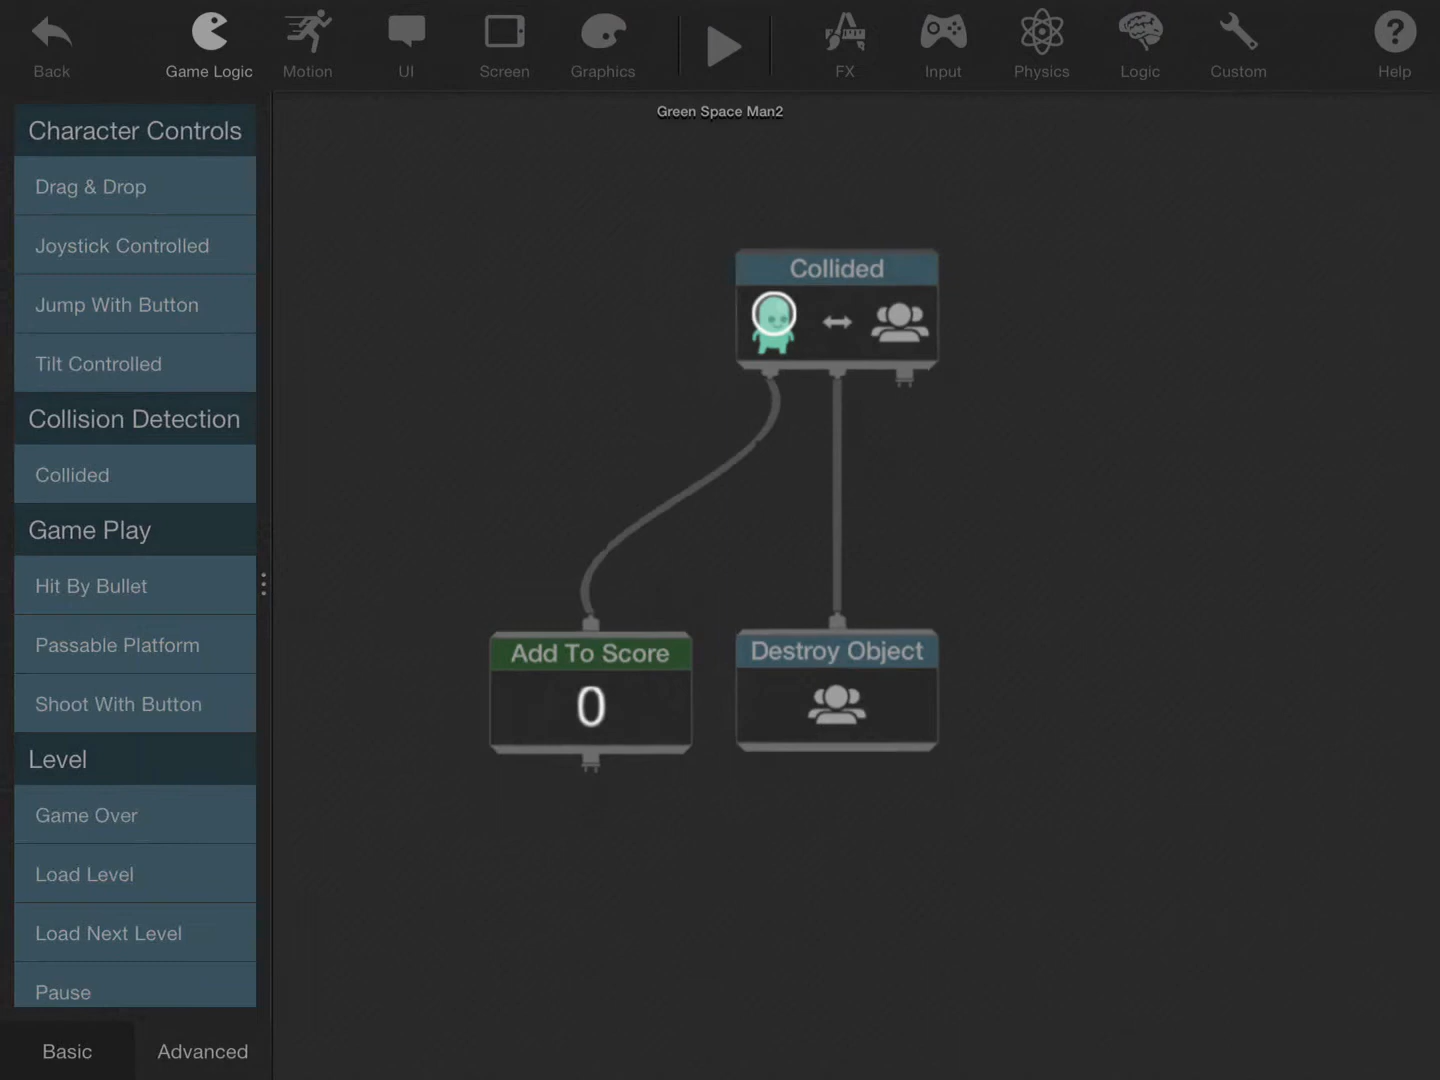 Back
Game Logic
Motion
UI
Screen
Graphics
FX
Input
Physics
Logic
Custom
?
Help
Green Space Man2
Character Controls
Drag & Drop
Joystick Controlled
Jump With Button
Tilt Controlled
Collision Detection
Collided
Game Play
Hit By Bullet
Passable Platform
Shoot With Button
Level
Game Over
Load Level
Load Next Level
Pause
Basic
Advanced
Collided
Add To Score
0
Destroy Object